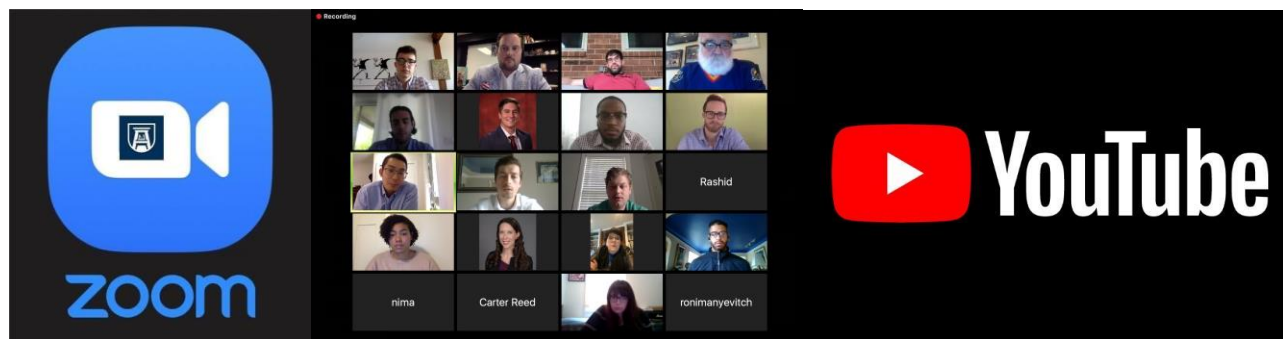 Recording
Rashid
nima
Carter Reed
ronimanyevitch
zoom
YouTube